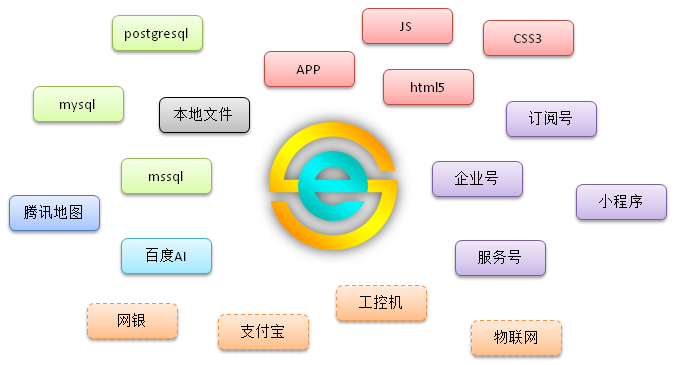 JS
postgresql
CSS3
APP
html5
mysql
本地文件
订阅号
mssql
企业号
小程序
腾讯地图
百度AI
服务号
网银
支付宝
工控机
物联网